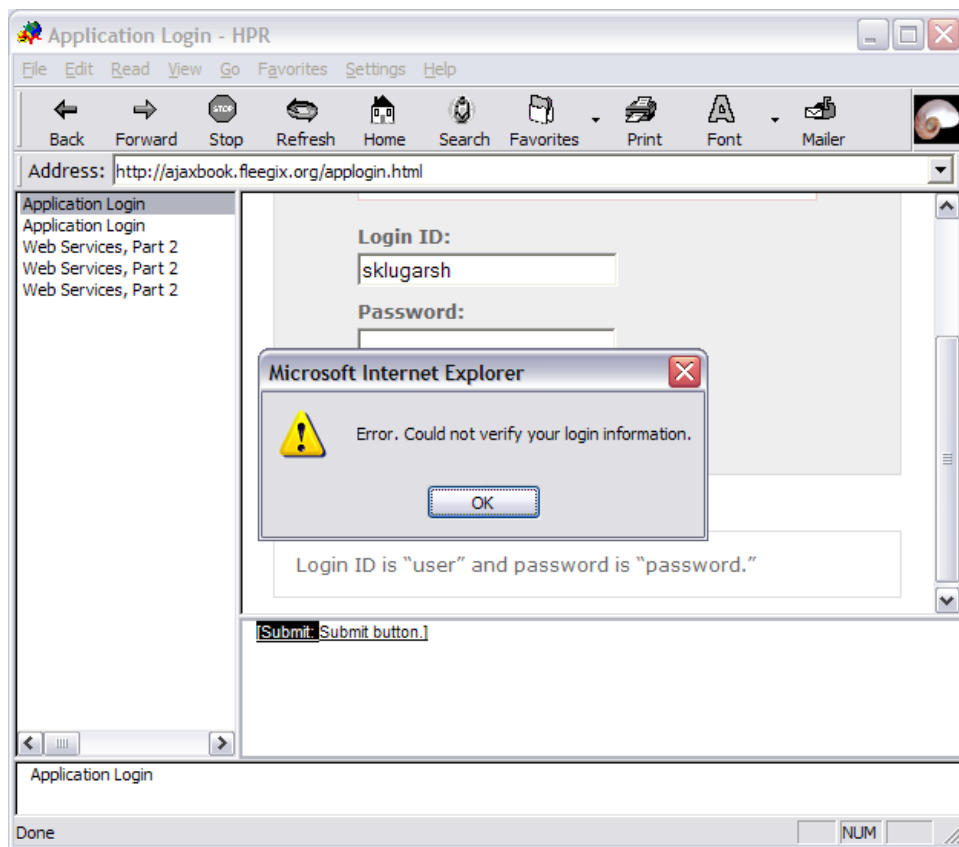 Application Login - HPR
File Edit Read View Go Favorites Settings Help
STOP
Back Forward Stop Refresh Home Search Favorites Print Font Mailer
Address: http://ajaxbook.fleegix.org/applogin.html
Application Login
Application Login
Web Services, Part 2
Web Services, Part 2
Web Services, Part 2
Login ID:
sklugarsh
Password:
Microsoft Internet Explorer
Error. Could not verify your login information.
OK
Login ID is “user” and password is “password.”
[Submit: Submit button.]
Application Login
Done NUM